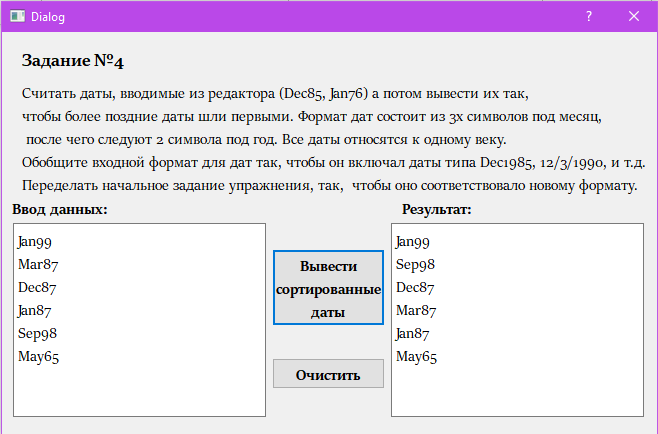 Dialog
?
Задание №4
Считать даты, вводимые из редактора (Dec85, Jan76) а потом вывести их так,
чтобы более поздние даты шли первыми. Формат дат состоит из 3х символов под месяц,
после чего следуют 2 символа под год. Все даты относятся к одному веку.
Обобщите входной формат для дат так, чтобы он включал даты типа Dec1985, 12/3/1990, и т.д.
Переделать начальное задание упражнения, так, чтобы оно соответствовало новому формату.
Ввод данных:
Jan99
Mar87
Dec87
Jan87
Sep98
May65
Вывести
сортированные
даты
Очистить
Результат:
Jan99
Sep98
Dec87
Mar87
Jan87
May65